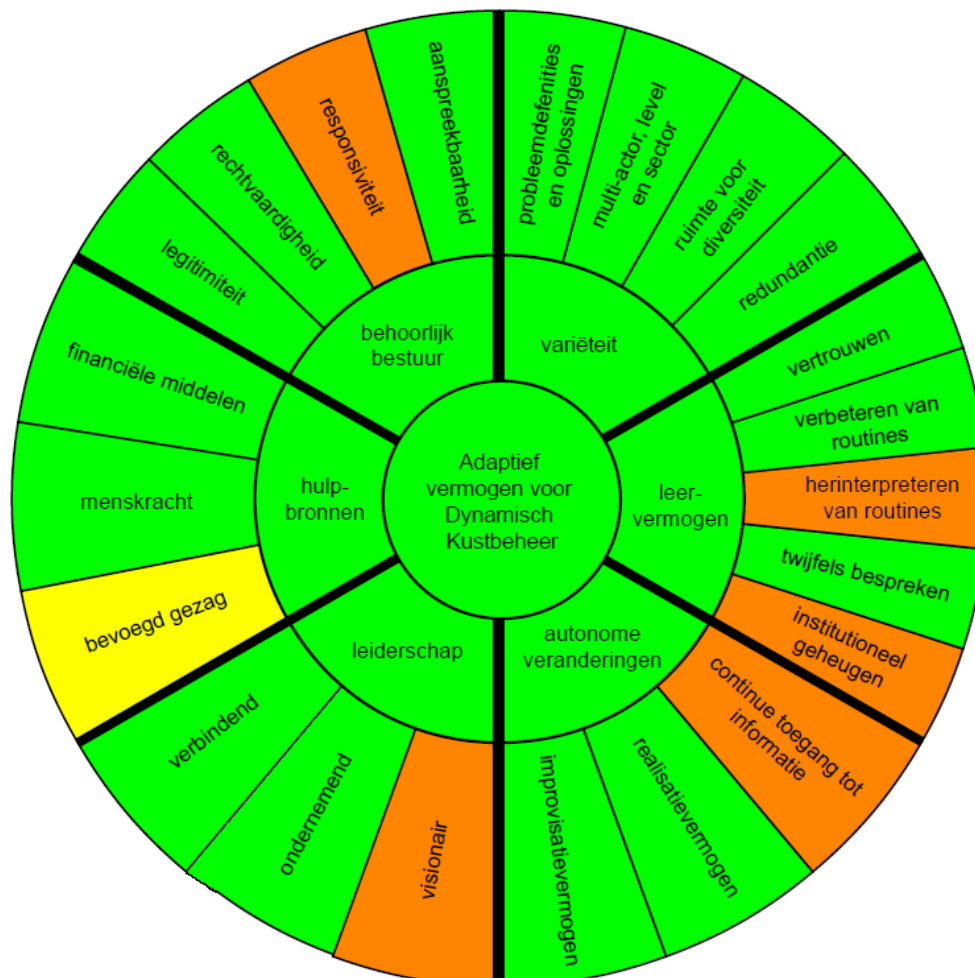 Adaptief
vermogen voor
Dynamisch
Kustbeheer
variëteit
probleemdefenities
en oplossingen
multi-actor, level
en sector
ruimte voor
diversiteit
redundantie
leer-
vermogen
vertrouwen
verbeteren van
routines
herinterpreteren
van routines
twijfels bespreken
institutioneel
geheugen
autonome
veranderingen
continue toegang tot
informatie
realisatievermogen
improvisatievermogen
leiderschap
visionair
ondernemend
verbindend
hulp-
bronnen
bevoegd gezag
menskracht
financiële middelen
behoorlijk
bestuur
legitimiteit
rechtvaardigheid
responsiviteit
aanspreekbaarheid